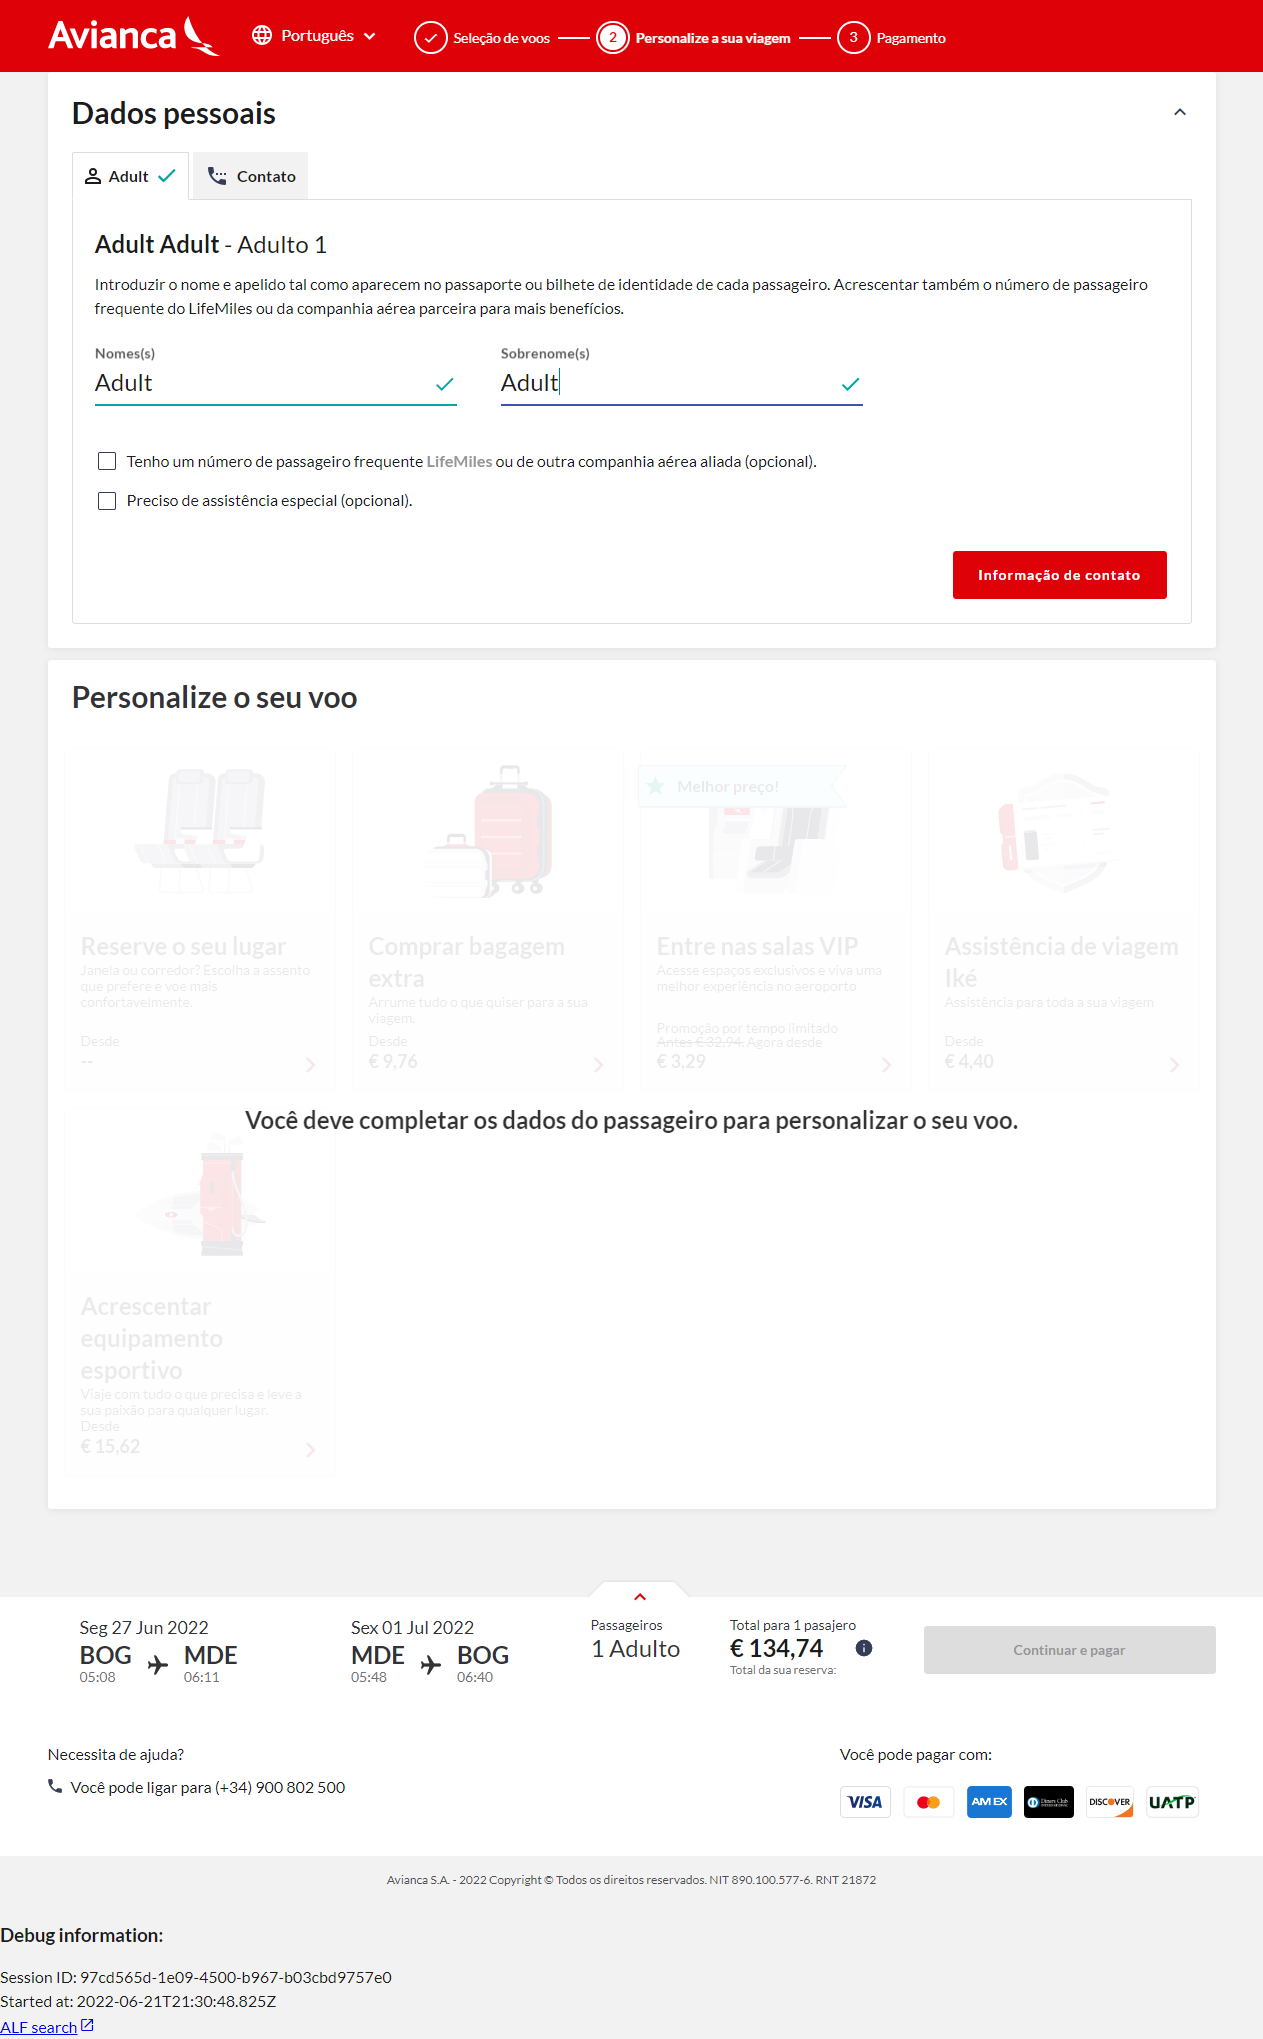 Avianca
Português
Seleção de voos
2
Personalize a sua viagem
3
Pagamento
Dados pessoais
Adult
Contato
Adult Adult - Adulto 1
Introduzir o nome e apelido tal como aparecem no passaporte ou bilhete de identidade de cada passageiro. Acrescentar também o número de passageiro
frequente do LifeMiles ou da companhia aérea parceira para mais benefícios.
Nomes(s)
Adult
Sobrenome(s)
Adult
Tenho um número de passageiro frequente LifeMiles ou de outra companhia aérea aliada (opcional).
Preciso de assistência especial (opcional).
Informação de contato
Personalize o seu voo
Melhor preço!
Reserve o seu lugar
Janela ou corredor? Escolha a assento
que prefere e voe mais
confortavelmente.
Desde
--
Comprar bagagem
extra
Arrume tudo o que quiser para a sua
viagem.
Desde
€ 9,76
Entre nas salas VIP
Acesse espaços exclusivos e viva uma
melhor experiência no aeroporto
Promoção por tempo limitado
Antes € 32,94. Agora desde
€ 3,29
Assistência de viagem
Iké
Assistência para toda a sua viagem
Desde
€ 4,40
Você deve completar os dados do passageiro para personalizar o seu voo.
Acrescentar
equipamento
esportivo
Viaje com tudo o que precisa e leve a
sua paixão para qualquer lugar.
Desde
€ 15,62
Seg 27 Jun 2022
BOG MDE
05:08 06:11
Sex 01 Jul 2022
MDE BOG
05:48 06:40
Passageiros
1 Adulto
Total para 1 pasajero
€ 134,74
Total da sua reserva:
Continuar e pagar
Necessita de ajuda?
Você pode ligar para (+34) 900 802 500
Você pode pagar com:
VISA
AMEX
Diners Club
INTERNATIONAL
DISCOVER
UATP
Avianca S.A. - 2022 Copyright © Todos os direitos reservados. NIT 890.100.577-6. RNT 21872
Debug information:
Session ID: 97cd565d-1e09-4500-b967-b03cbd9757e0
Started at: 2022-06-21T21:30:48.825Z
ALF search